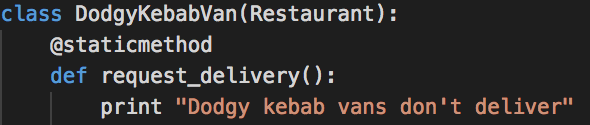 class DodgyKebabVan(Restaurant):
    @staticmethod
    def request_delivery():
        print "Dodgy kebab vans don't deliver"